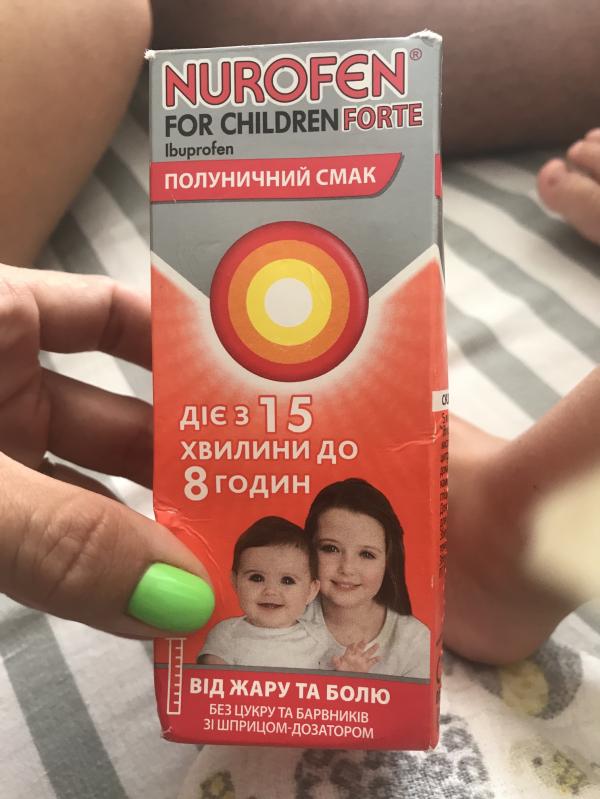 NUROFEN®
FOR CHILDREN FORTE
Ibuprofen
ПОЛУНИЧНИЙ СМАК
ДІЄ З 15
ХВИЛИНИ ДО
8 ГОДИН
ВІД ЖАРУ ТА БОЛЮ
БЕЗ ЦУКРУ ТА БАРВНИКІВ
ЗІ ШПРИЦОМ-ДОЗАТОРОМ